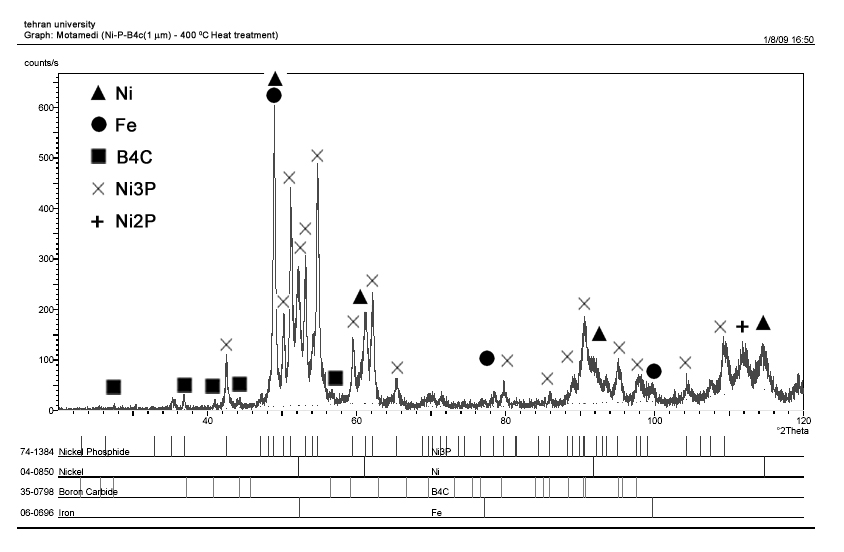 tehran university
Graph: Motamedi (Ni-P-B4c(1 μm) - 400 ºC Heat treatment)
1/8/09 16:50
counts/s
Ni
Fe
B4C
Ni3P
Ni2P
600
500
400
300
200
100
0
40
60
80
100
120
°2Theta
74-1384 Nickel Phosphide Ni3P
04-0850 Nickel Ni
35-0798 Boron Carbide B4C
06-0696 Iron Fe